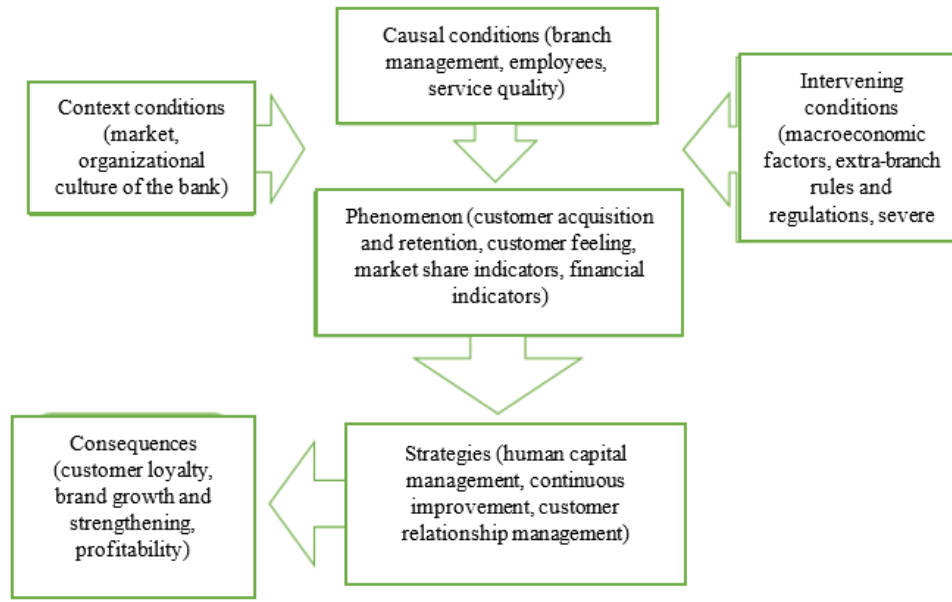 Causal conditions (branch
management, employees,
service quality)
Context conditions
(market,
organizational
culture of the bank)
Intervening
conditions
(macroeconomic
factors, extra-branch
rules and
regulations, severe
Phenomenon (customer acquisition
and retention, customer feeling,
market share indicators, financial
indicators)
Consequences
(customer loyalty,
brand growth and
strengthening,
profitability)
Strategies (human capital
management, continuous
improvement, customer
relationship management)